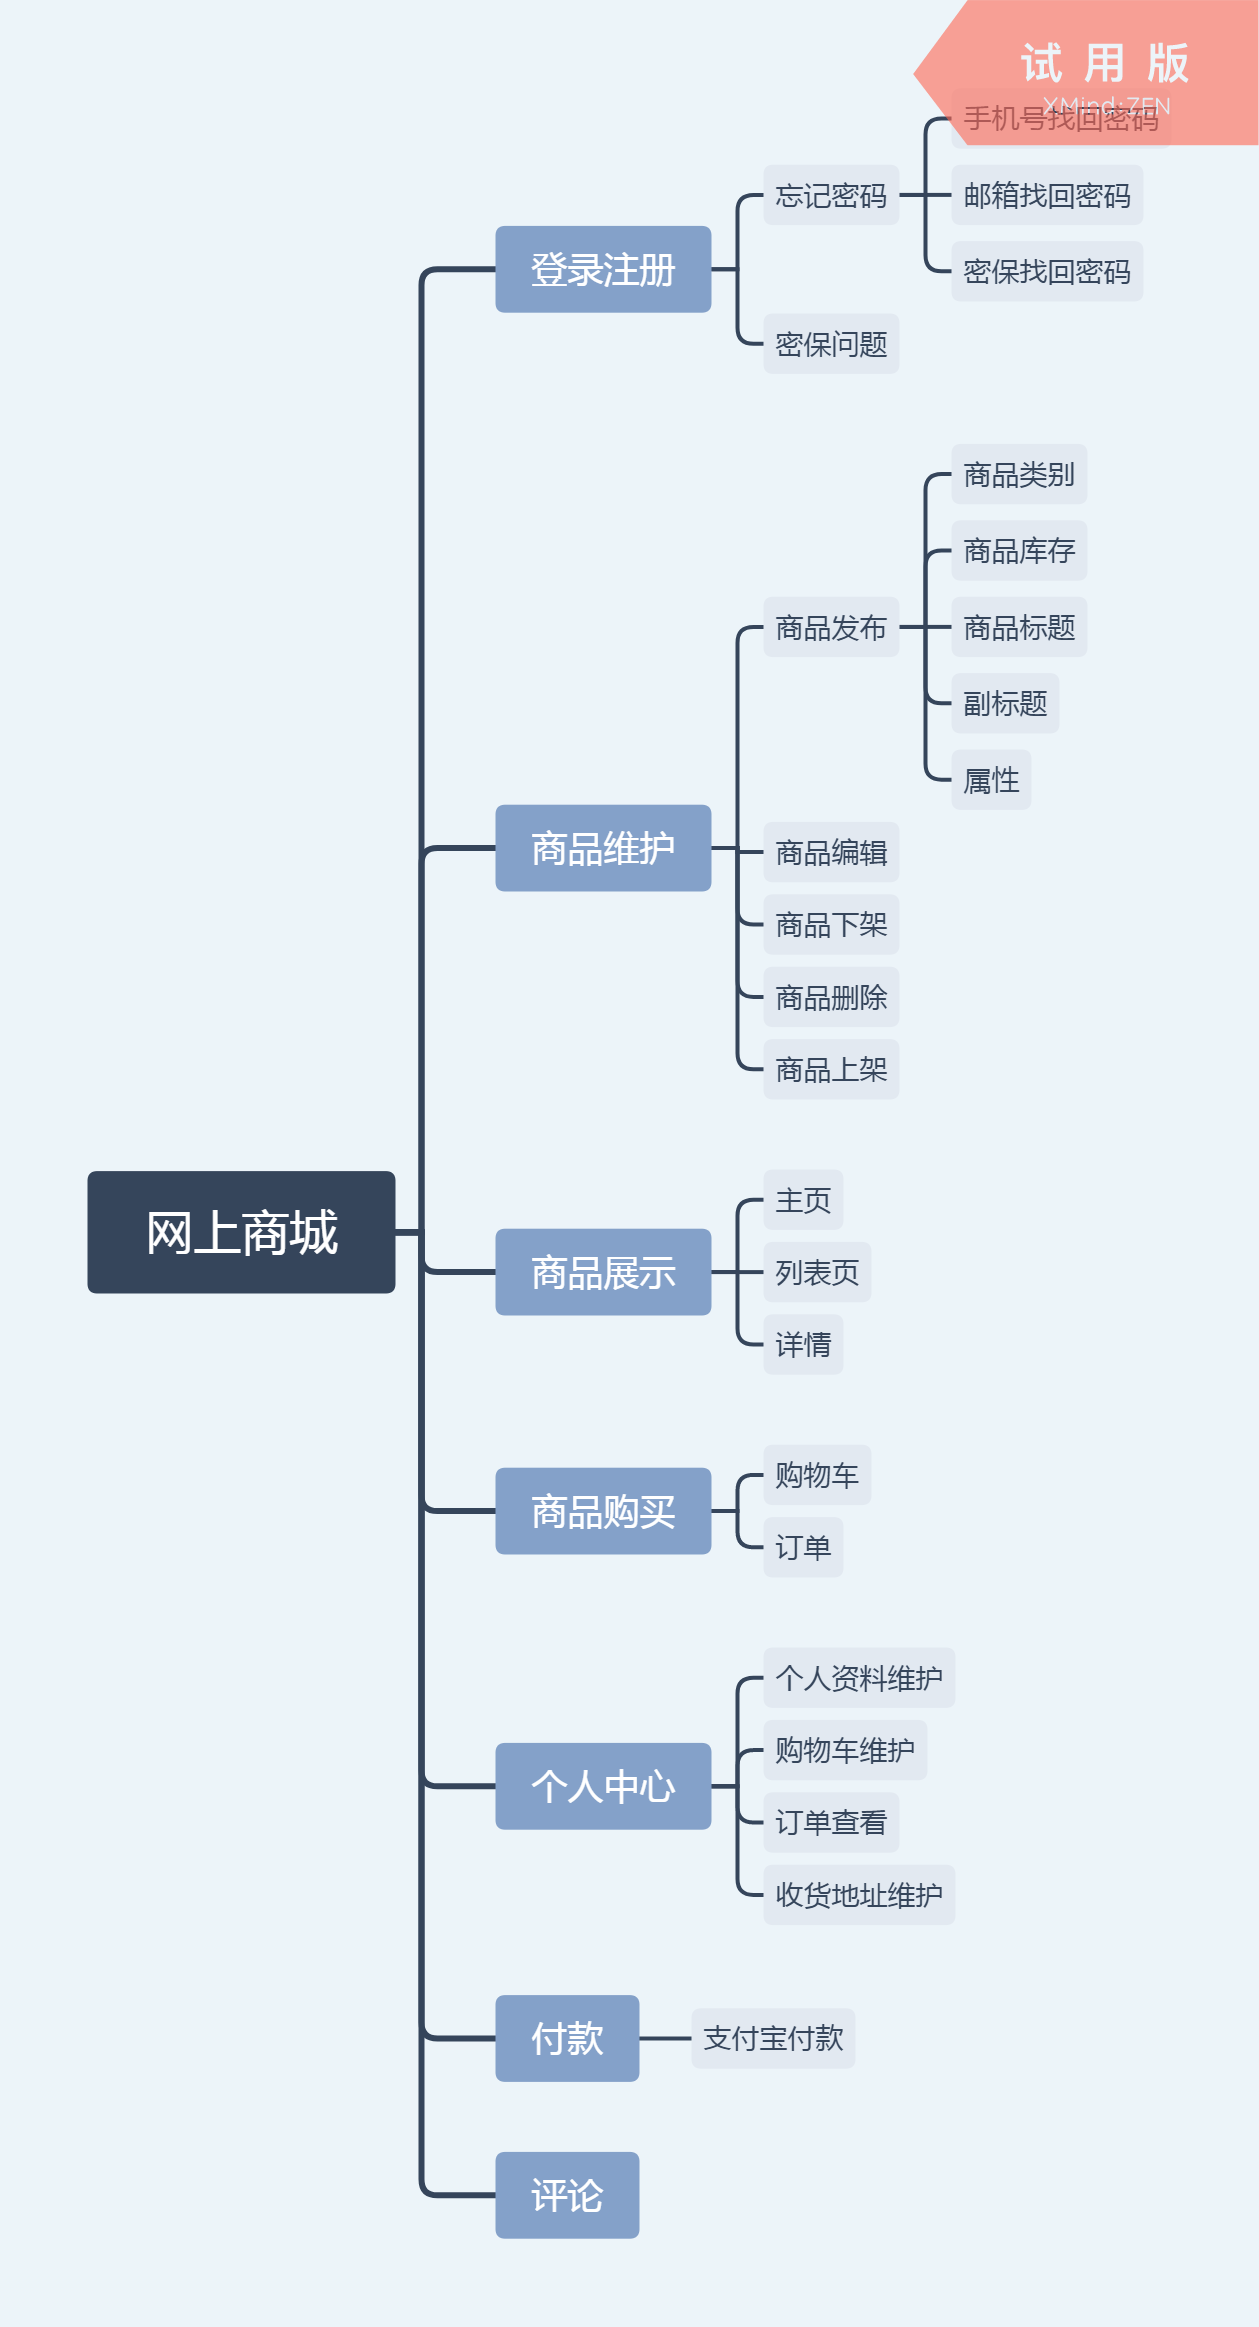 试 用 版
XMind:ZEN
手机号找回密码
忘记密码
邮箱找回密码
登录注册
密保找回密码
密保问题
商品类别
商品库存
商品发布
商品标题
副标题
属性
商品维护
商品编辑
商品下架
商品删除
商品上架
网上商城
主页
商品展示
列表页
详情
购物车
商品购买
订单
个人资料维护
购物车维护
个人中心
订单查看
收货地址维护
付款
支付宝付款
评论